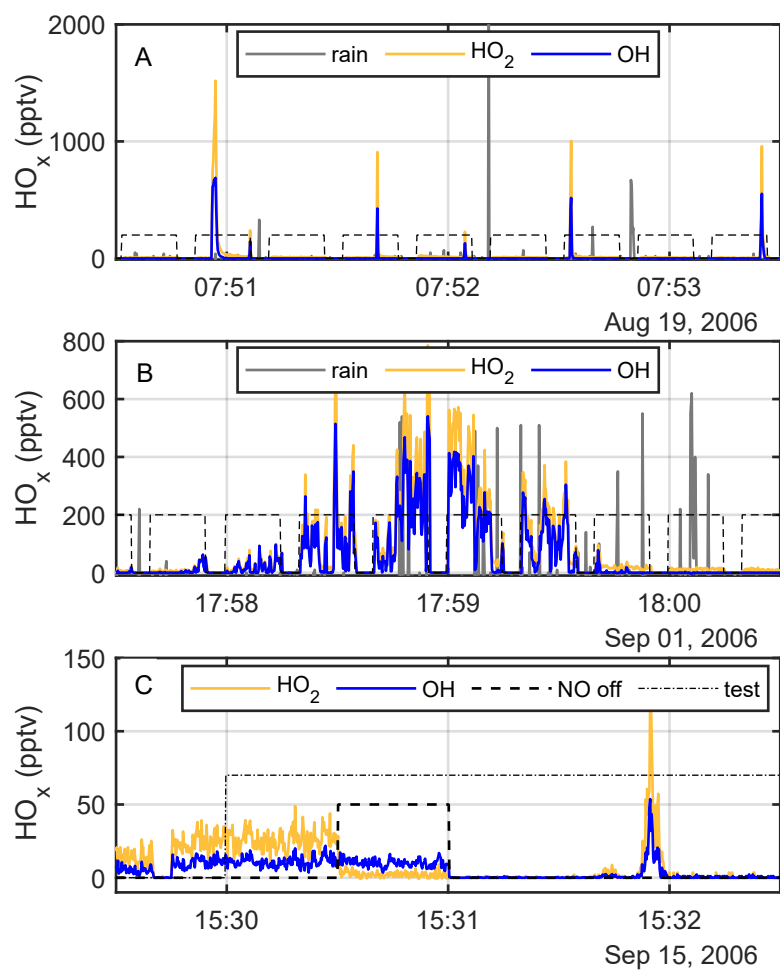 2000
A
rain HO₂ OH
1000
0
HOₓ (pptv)
07:51 07:52 07:53
Aug 19, 2006
800
B
rain HO₂ OH
600
400
200
0
HOₓ (pptv)
17:58 17:59 18:00
Sep 01, 2006
150
C
HO₂ OH NO off test
100
50
0
HOₓ (pptv)
15:30 15:31 15:32
Sep 15, 2006